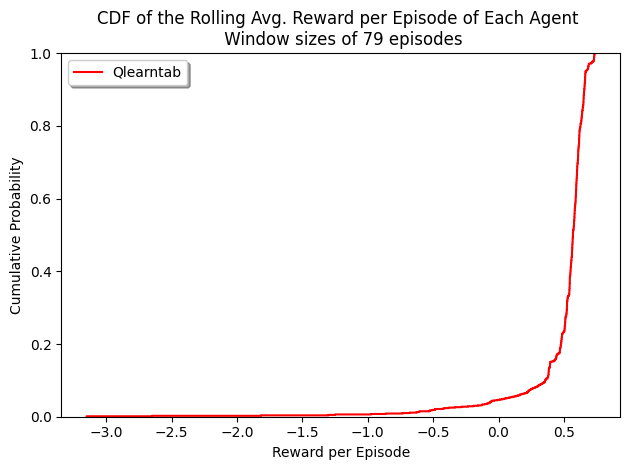 CDF of the Rolling Avg. Reward per Episode of Each Agent
Window sizes of 79 episodes
Qlearntab
1.0
0.8
0.6
0.4
0.2
0.0
Cumulative Probability
−3.0 −2.5 −2.0 −1.5 −1.0 −0.5 0.0 0.5
Reward per Episode